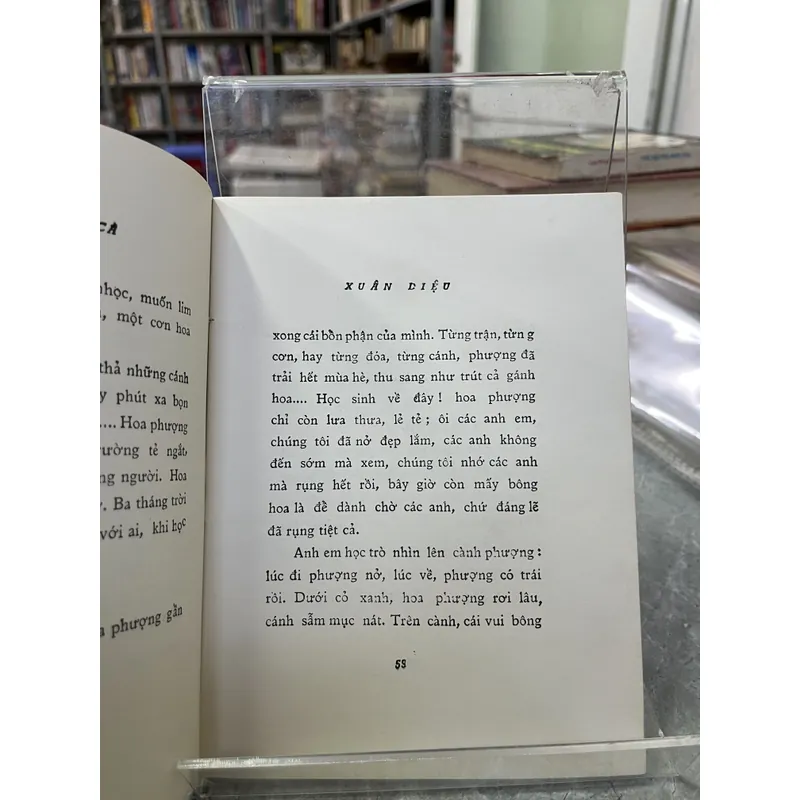 CA
học, muốn lim
một cơn hoa
thả những cánh
phút xa bọn
.... Hoa phượng
trường tẻ ngắt,
người. Hoa
Ba tháng trời
với ai, khi học
phượng gần
XUÂN DIỆU
xong cái bồn phận của mình. Từng trận, từn g
cơn, hay từng đóa, từng cánh, phượng đã
trải hết mùa hè, thu sang như trút cả gánh
hoa.... Học sinh về đây ! hoa phượng
chỉ còn lưa thưa, lẻ tẻ ; ôi các anh em,
chúng tôi đã nở đẹp lắm, các anh không
đến sớm mà xem, chúng tôi nhớ các anh
mà rụng hết rồi, bây giờ còn mấy bông
hoa là để dành chờ các anh, chứ đáng lẽ
đã rụng tiệt cả.
Anh em học trò nhìn lên cành phượng :
lúc đi phượng nở, lúc về, phượng có trái
rồi. Dưới cỏ xanh, hoa phượng rơi lâu,
cánh sẫm mục nát. Trên cành, cái vui bông